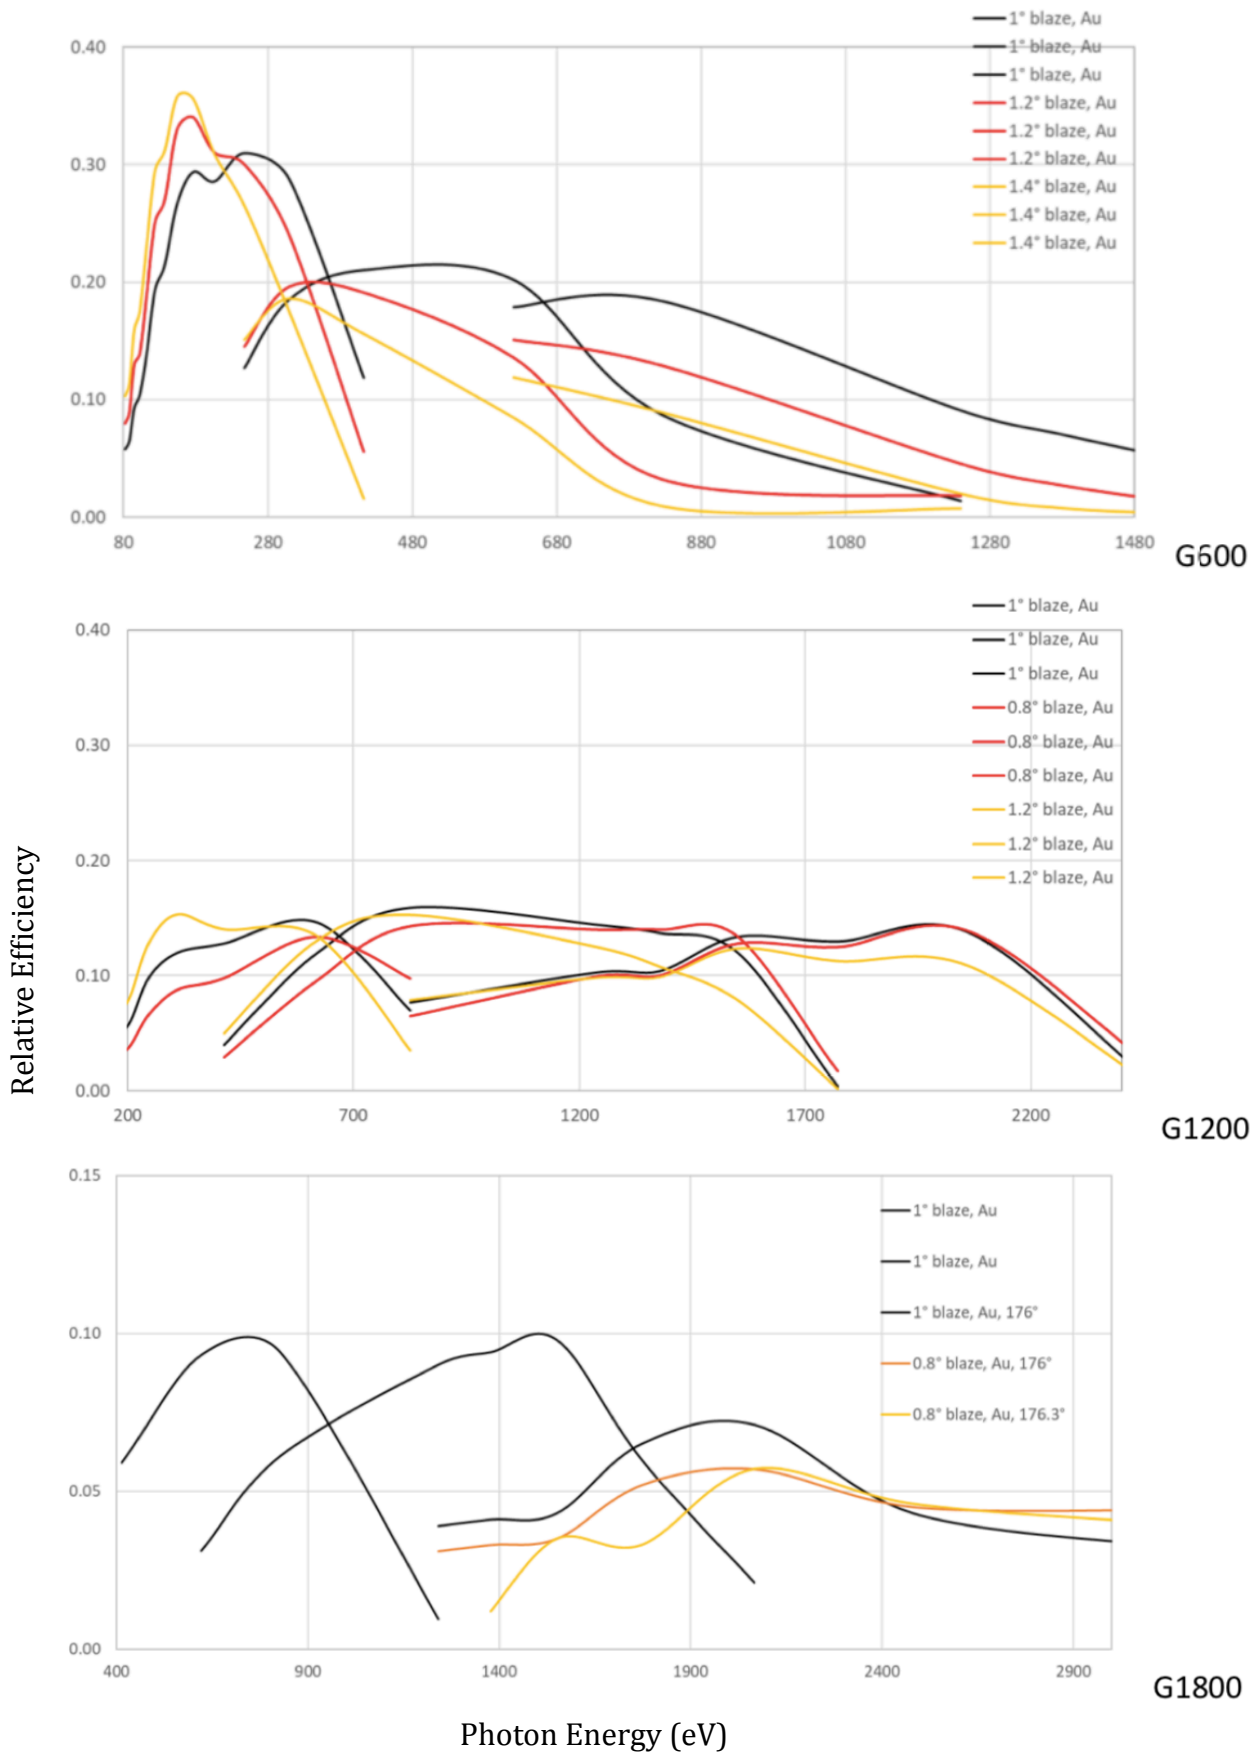 1° blaze, Au
0.40
1° blaze, Au
1° blaze, Au
1.2° blaze, Au
1.2° blaze, Au
0.30
1.2° blaze, Au
1.4° blaze, Au
1.4° blaze, Au
1.4° blaze, Au
0.20
0.10
0.00
80 280 480 680 880 1080 1280 1480
G600
1° blaze, Au
0.40
1° blaze, Au
1° blaze, Au
0.8° blaze, Au
0.30
0.8° blaze, Au
0.8° blaze, Au
1.2° blaze, Au
1.2° blaze, Au
0.20
1.2° blaze, Au
Relative Efficiency
0.10
0.00
200 700 1200 1700 2200
G1200
0.15
1° blaze, Au
1° blaze, Au
1° blaze, Au, 176°
0.10
0.8° blaze, Au, 176°
0.8° blaze, Au, 176.3°
0.05
0.00
400 900 1400 1900 2400 2900
G1800
Photon Energy (eV)